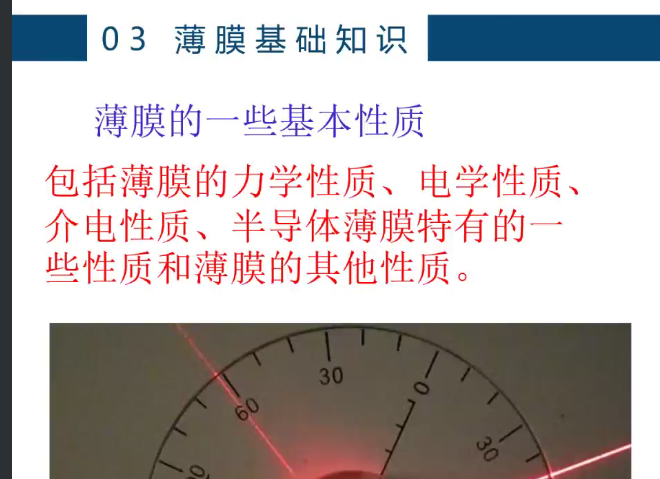 03 薄膜基础知识
薄膜的一些基本性质
包括薄膜的力学性质、电学性质、
介电性质、半导体薄膜特有的一
些性质和薄膜的其他性质。
30
0
60
30